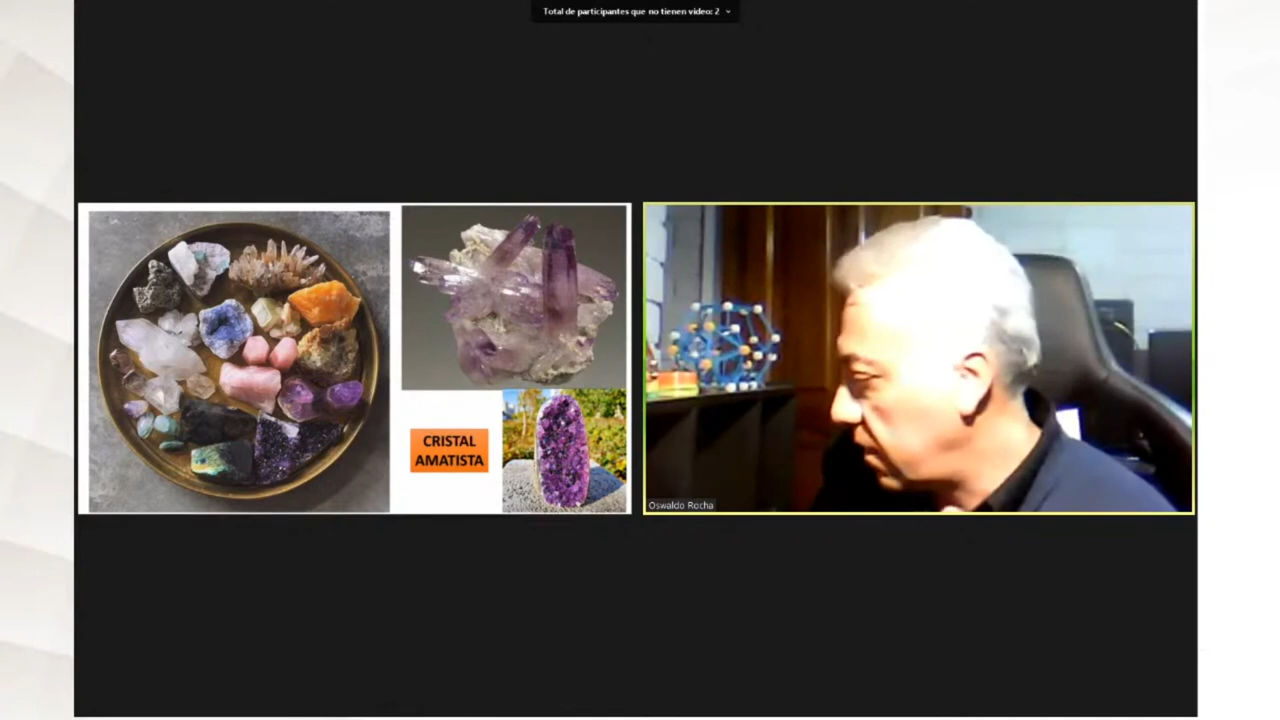 Total de participantes que no tienen video: 2
CRISTAL
AMATISTA
Oswaldo Rocha